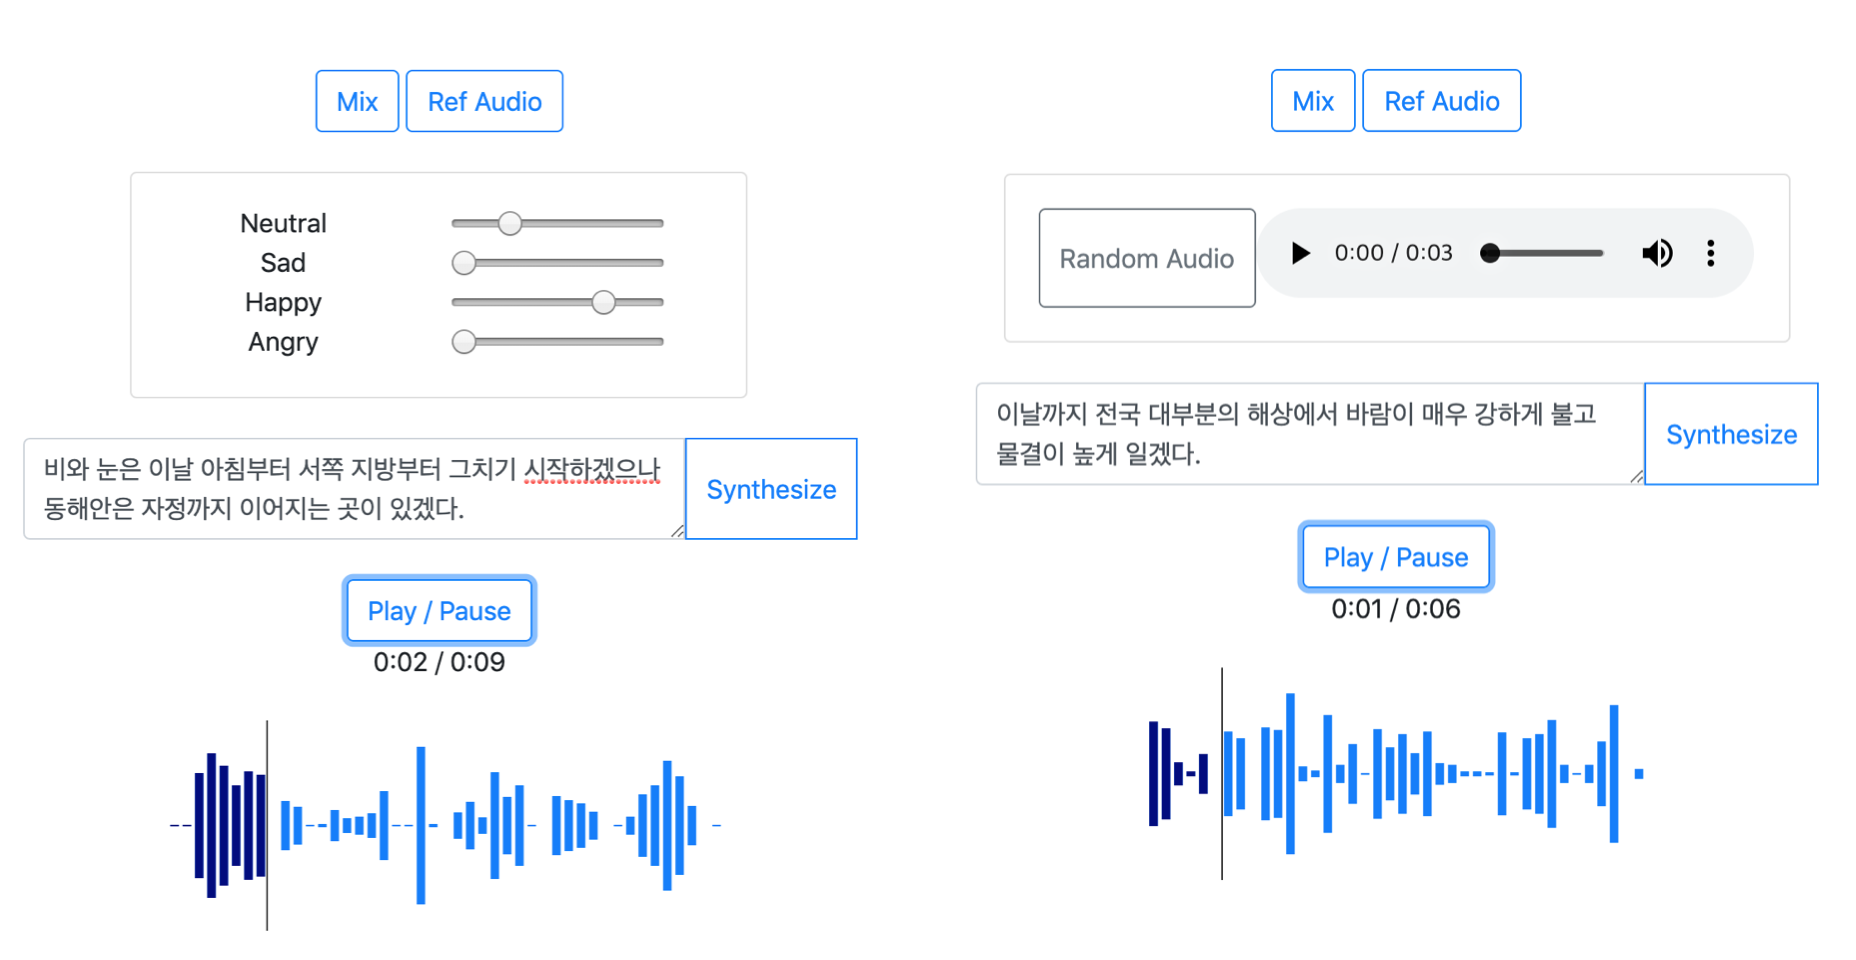 Mix
Ref Audio
Neutral
Sad
Happy
Angry
비와 눈은 이날 아침부터 서쪽 지방부터 그치기 시작하겠으나
동해안은 자정까지 이어지는 곳이 있겠다.
Synthesize
Play / Pause
0:02 / 0:09
Mix
Ref Audio
Random Audio
0:00 / 0:03
이날까지 전국 대부분의 해상에서 바람이 매우 강하게 불고
물결이 높게 일겠다.
Synthesize
Play / Pause
0:01 / 0:06